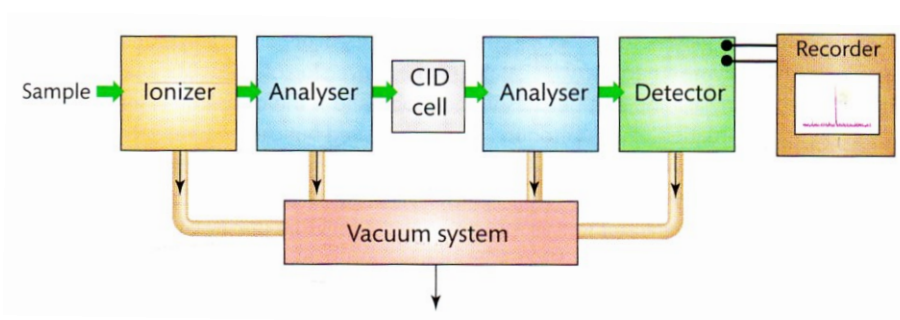 Sample
Ionizer
Analyser
CID
cell
Analyser
Detector
Recorder
Vacuum system